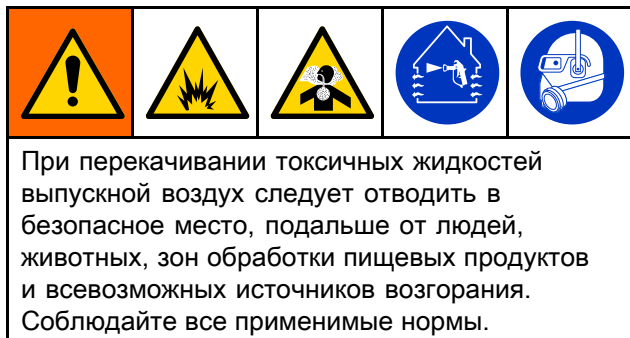 При перекачивании токсичных жидкостей
выпускной воздух следует отводить в
безопасное место, подальше от людей,
животных, зон обработки пищевых продуктов
и всевозможных источников возгорания.
Соблюдайте все применимые нормы.